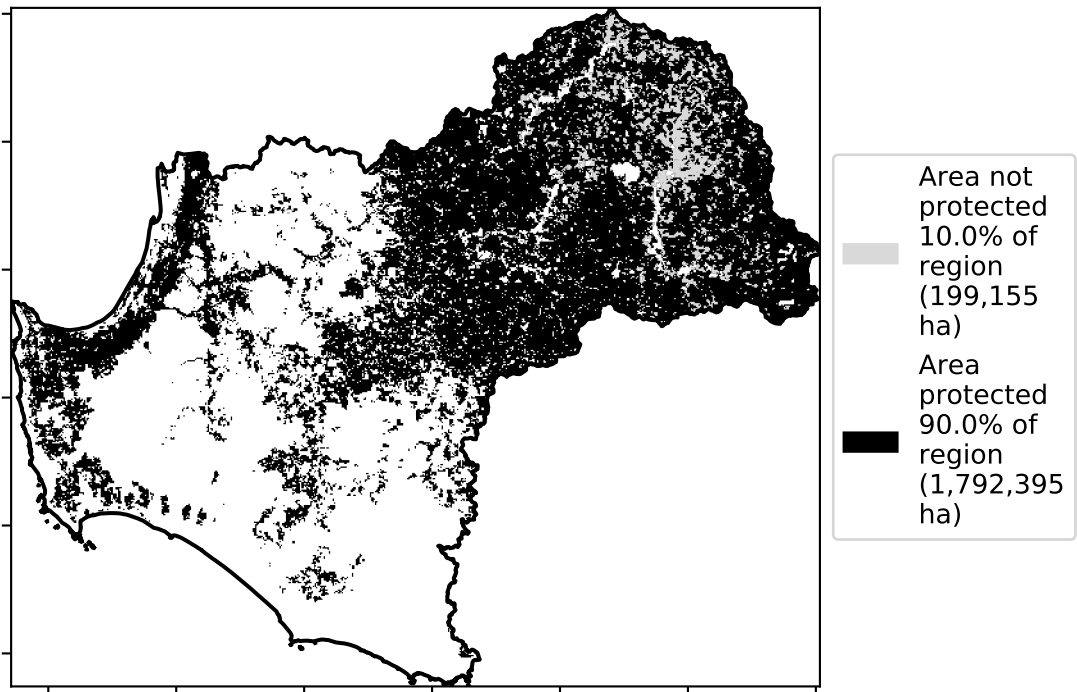 Area not
protected
10.0% of
region
(199,155
ha)
Area
protected
90.0% of
region
(1,792,395
ha)